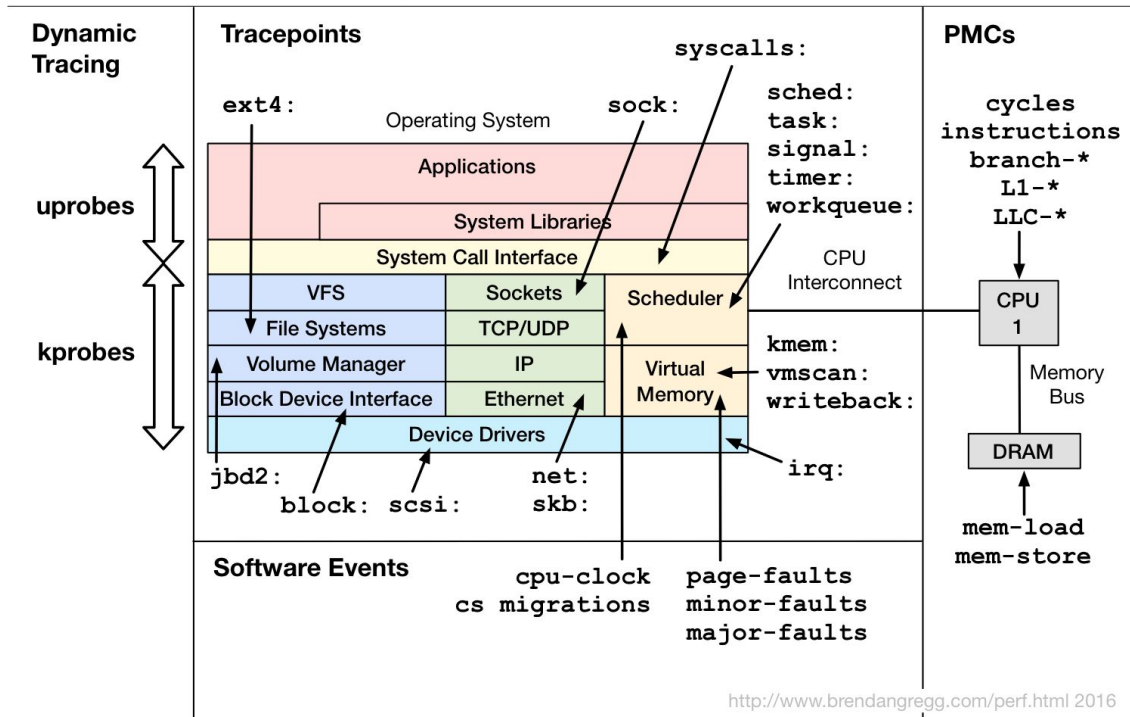 Dynamic
Tracing
Tracepoints
PMCs
syscalls:
ext4:
sock:
sched:
task:
signal:
timer:
workqueue:
cycles
instructions
branch-*
L1-*
LLC-*
Operating System
uprobes
Applications
System Libraries
System Call Interface
CPU
Interconnect
kprobes
VFS
Sockets
Scheduler
File Systems
TCP/UDP
Volume Manager
IP
Virtual
Memory
Block Device Interface
Ethernet
Device Drivers
kmem:
vmscan:
writeback:
CPU
1
Memory
Bus
DRAM
jbd2:
block:
scsi:
net:
skb:
irq:
mem-load
mem-store
Software Events
cpu-clock
cs migrations
page-faults
minor-faults
major-faults
http://www.brendangregg.com/perf.html 2016